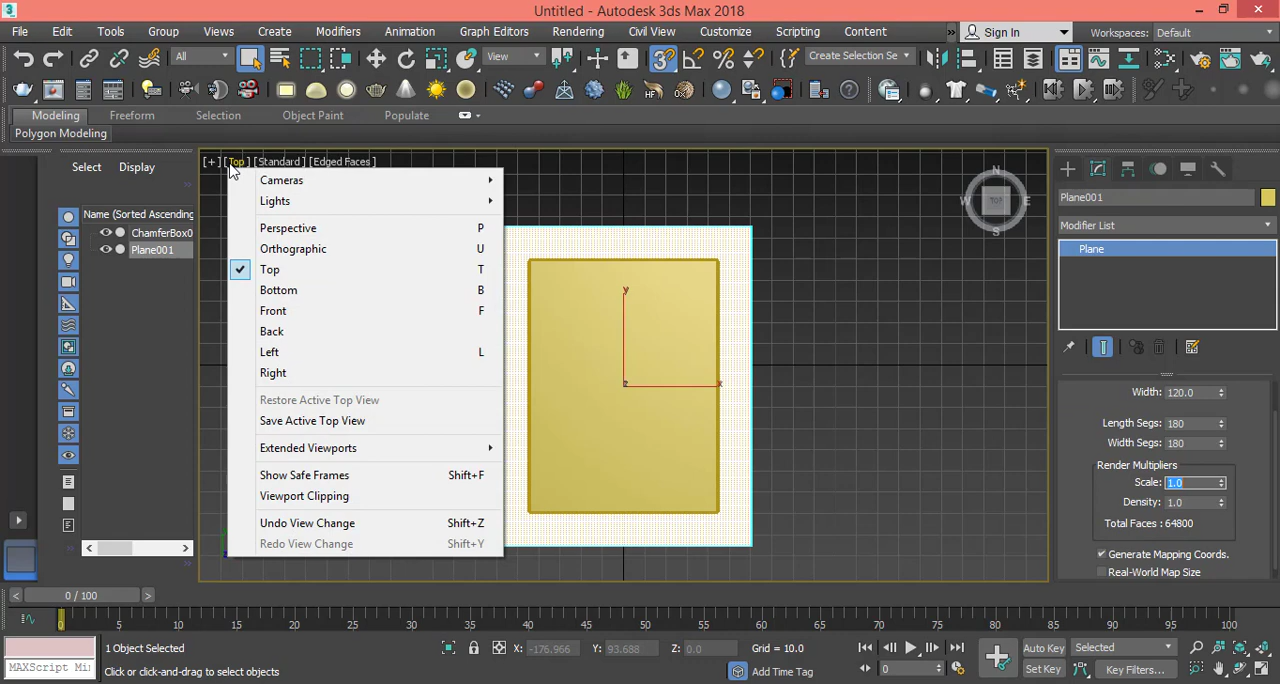 3 Untitled - Autodesk 3ds Max 2018
File Edit Tools Group Views Create Modifiers Animation Graph Editors Rendering Civil View Customize Scripting Content » Sign In Workspaces: Default
All View 3 Create Selection Se
Modeling Freeform Selection Object Paint Populate
Polygon Modeling
Select Display
Name (Sorted Ascending
ChamferBox0
Plane001
[+] [Top] [Standard] [Edged Faces]
Cameras
Lights
Perspective P
Orthographic U
Top T
Bottom B
Front F
Back
Left L
Right
Restore Active Top View
Save Active Top View
Extended Viewports
Show Safe Frames Shift+F
Viewport Clipping
Undo View Change Shift+Z
Redo View Change Shift+Y
y
x
z
N
W TOP E
S
Plane001
Modifier List
Plane
Width: 120.0
Length Segs: 180
Width Segs: 180
Render Multipliers
Scale: 1.0
Density: 1.0
Total Faces : 64800
Generate Mapping Coords.
Real-World Map Size
< 0 / 100 >
0 5 10 15 20 25 30 35 40 45 50 55 60 65 70 75 80 85 90 95 100
1 Object Selected X: -176.966 Y: 93.688 Z: 0.0 Grid = 10.0 Auto Key Selected
MAXScript Mi Click or click-and-drag to select objects Add Time Tag 0 Set Key Key Filters...